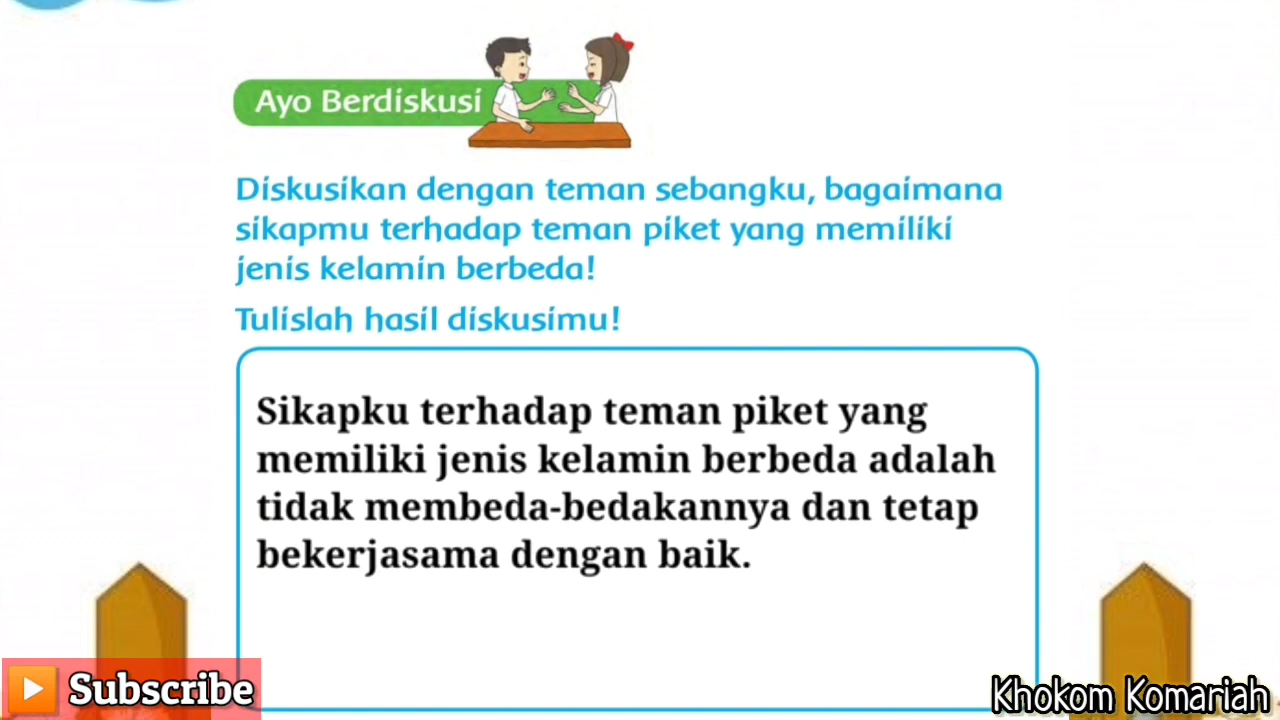 Ayo Berdiskusi
Diskusikan dengan teman sebangku, bagaimana
sikapmu terhadap teman piket yang memiliki
jenis kelamin berbeda!
Tulislah hasil diskusimu!
Sikapku terhadap teman piket yang
memiliki jenis kelamin berbeda adalah
tidak membeda-bedakannya dan tetap
bekerjasama dengan baik.
Subscribe
Khokom Komariah